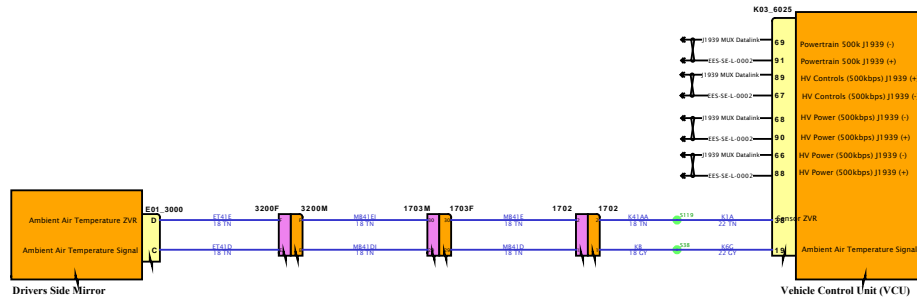 K03_6025
J1939 MUX Datalink
69
Powertrain 500k J1939 (-)
EES-SE-L-0002
91
Powertrain 500k J1939 (+)
J1939 MUX Datalink
89
HV Controls (500kbps) J1939 (+
EES-SE-L-0002
67
HV Controls (500kbps) J1939 (-
J1939 MUX Datalink
68
HV Power (500kbps) J1939 (-)
EES-SE-L-0002
90
HV Power (500kbps) J1939 (+)
J1939 MUX Datalink
66
HV Power (500kbps) J1939 (-)
EES-SE-L-0002
88
HV Power (500kbps) J1939 (+)
E01_3000
3200F
3200M
1703M
1703F
1702
1702
Ambient Air Temperature ZVR
D
ET41E
18 TN
M841EI
18 TN
M841E
18 TN
K41AA
18 TN
S119
K1A
22 TN
38
Sensor ZVR
Ambient Air Temperature Signal
C
ET41D
18 TN
M841DI
18 TN
M841D
18 TN
K8
18 GY
S38
K6G
22 GY
19
Ambient Air Temperature Signal
Drivers Side Mirror
Vehicle Control Unit (VCU)